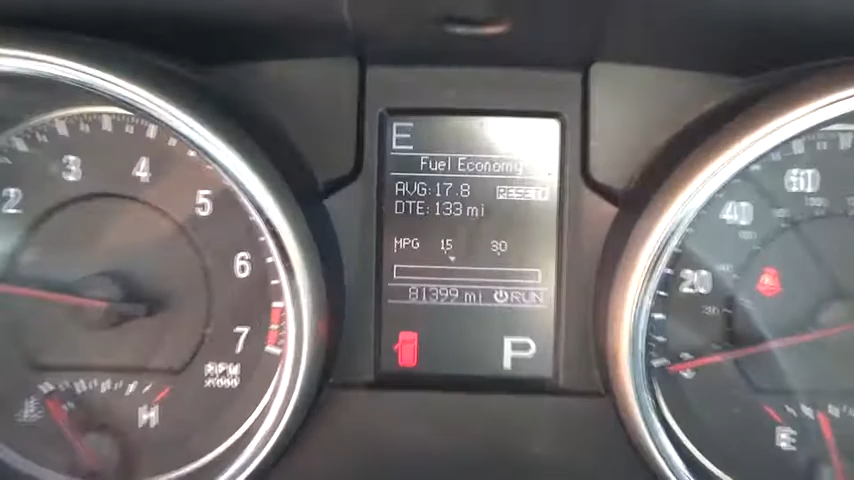 E
Fuel Economy
AVG: 17.8 RESET
DTE: 133 mi
MPG 15 30
81399 mi RUN
P
2 3 4 5 6 7
RPM
x1000
H
20 40 60
30
E